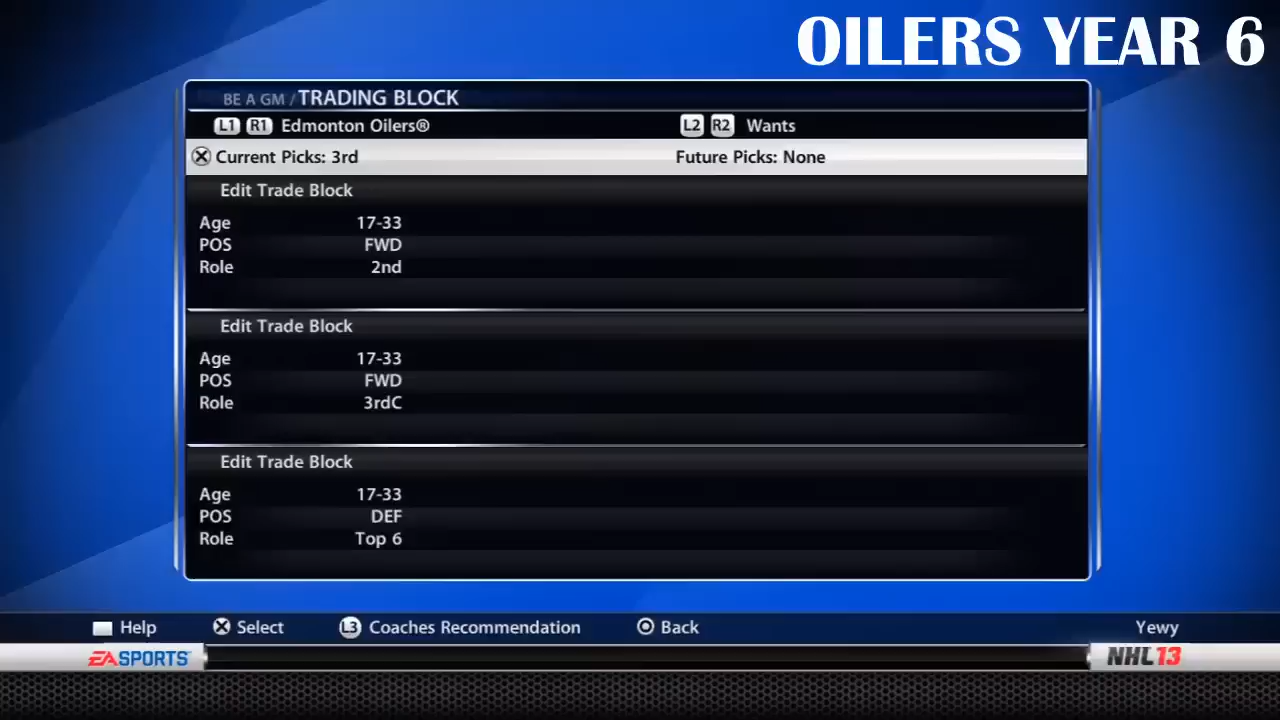 OILERS YEAR 6
BE A GM / TRADING BLOCK
L1 R1 Edmonton Oilers® L2 R2 Wants
Current Picks: 3rd Future Picks: None
Edit Trade Block
Age 17-33
POS FWD
Role 2nd
Edit Trade Block
Age 17-33
POS FWD
Role 3rdC
Edit Trade Block
Age 17-33
POS DEF
Role Top 6
Help Select L3 Coaches Recommendation Back Yewy
EA SPORTS NHL 13